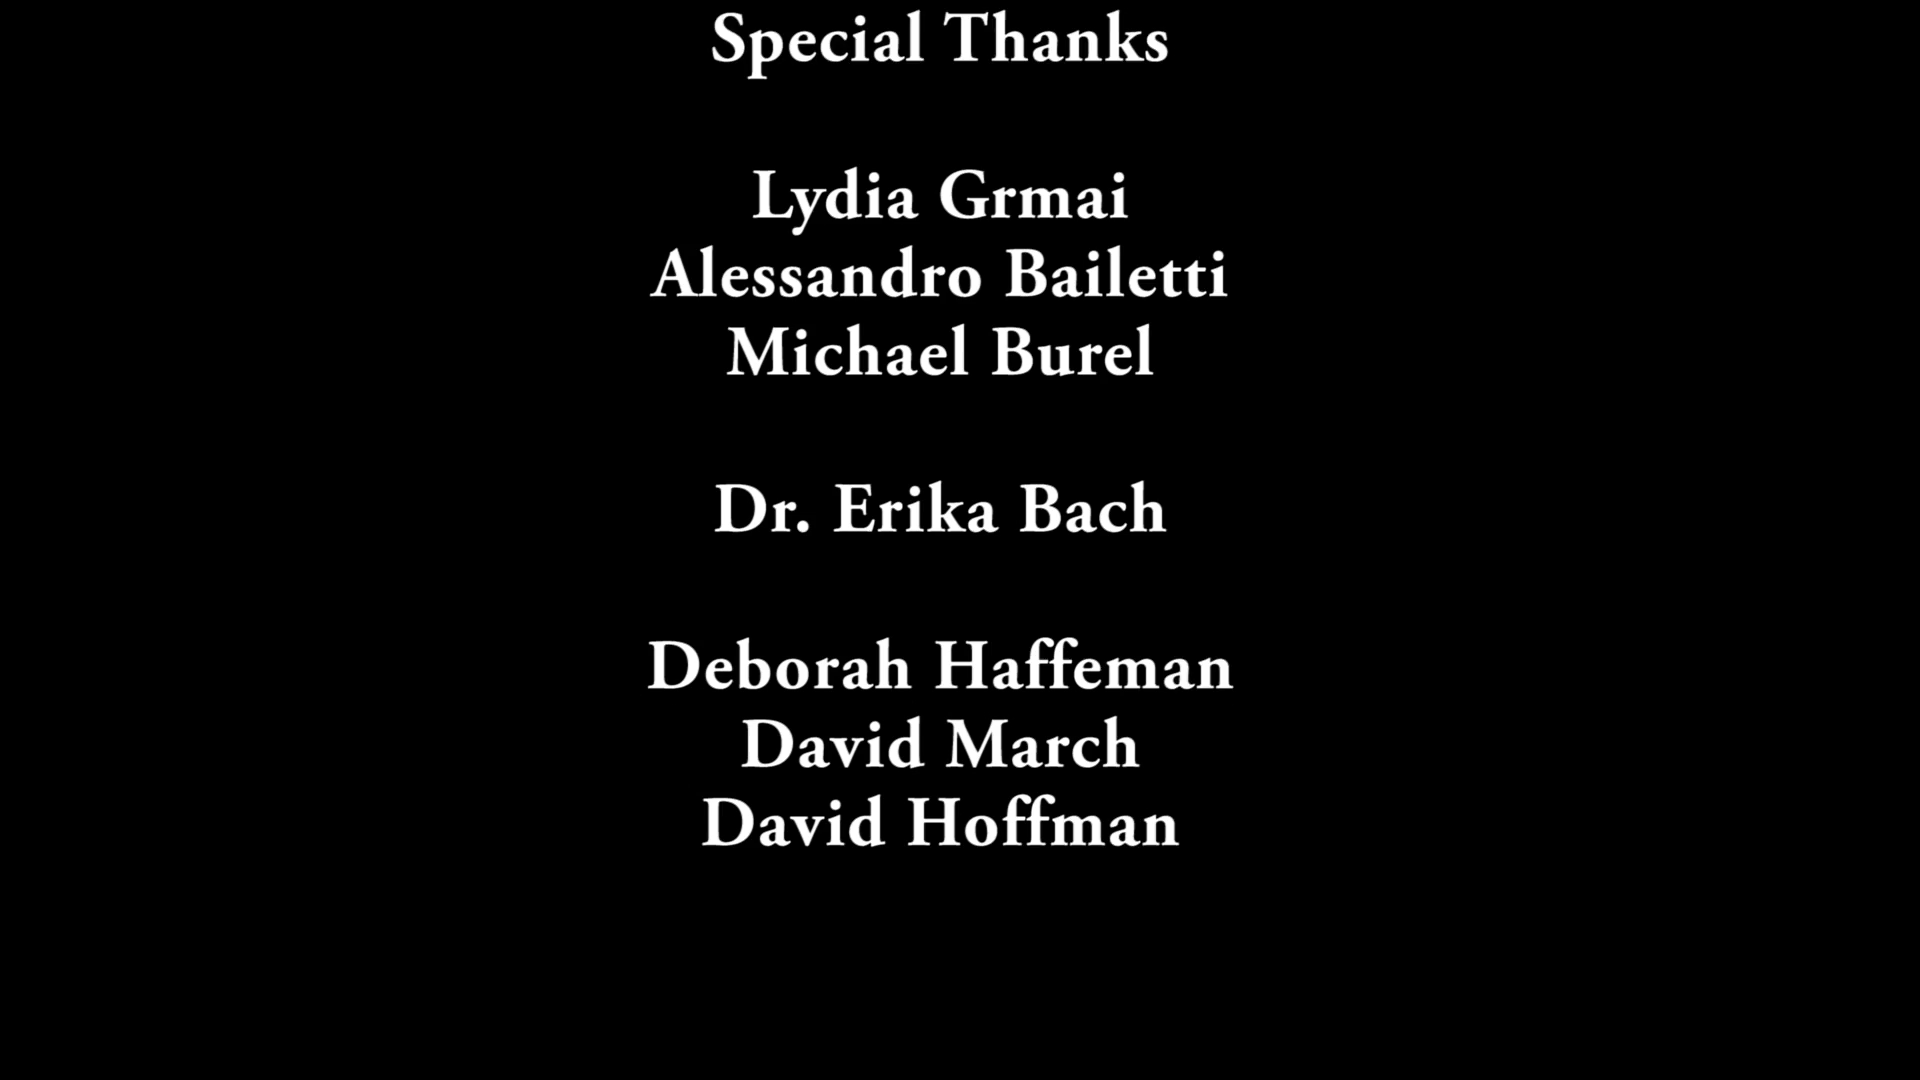 Special Thanks
Lydia Grmai
Alessandro Bailetti
Michael Burel
Dr. Erika Bach
Deborah Haffeman
David March
David Hoffman